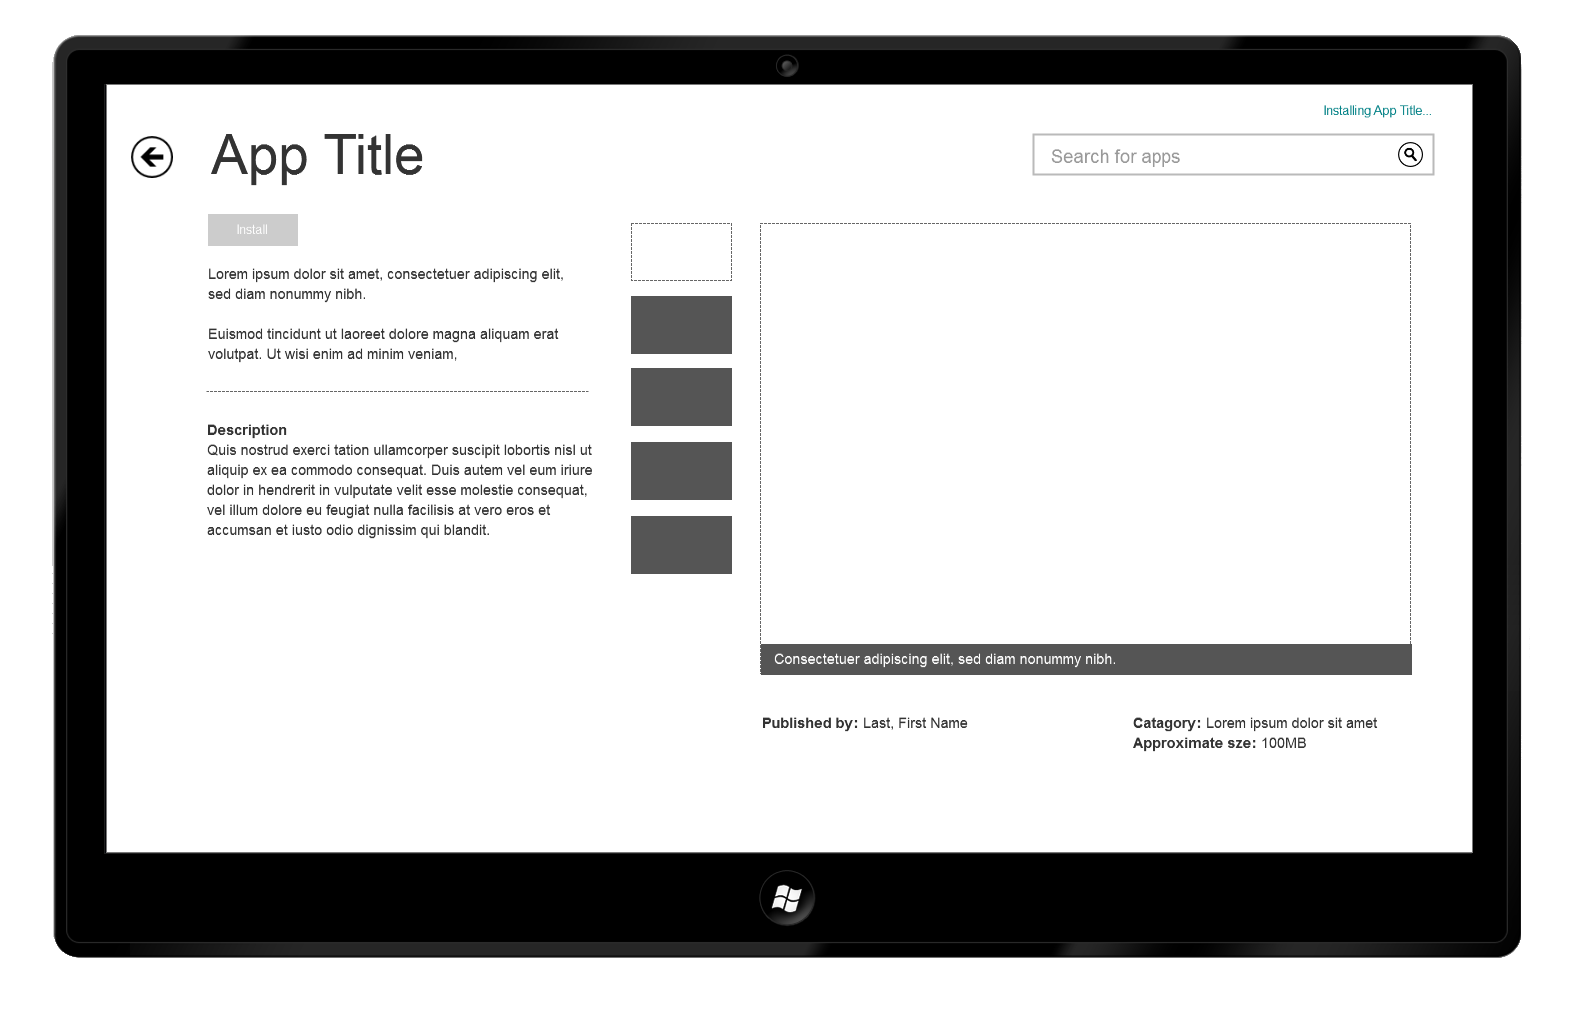 Installing App Title...
App Title
Search for apps
Install
Lorem ipsum dolor sit amet, consectetuer adipiscing elit,
sed diam nonummy nibh.
Euismod tincidunt ut laoreet dolore magna aliquam erat
volutpat. Ut wisi enim ad minim veniam,
Description
Quis nostrud exerci tation ullamcorper suscipit lobortis nisl ut
aliquip ex ea commodo consequat. Duis autem vel eum iriure
dolor in hendrerit in vulputate velit esse molestie consequat,
vel illum dolore eu feugiat nulla facilisis at vero eros et
accumsan et iusto odio dignissim qui blandit.
Consectetuer adipiscing elit, sed diam nonummy nibh.
Published by: Last, First Name
Catagory: Lorem ipsum dolor sit amet
Approximate sze: 100MB